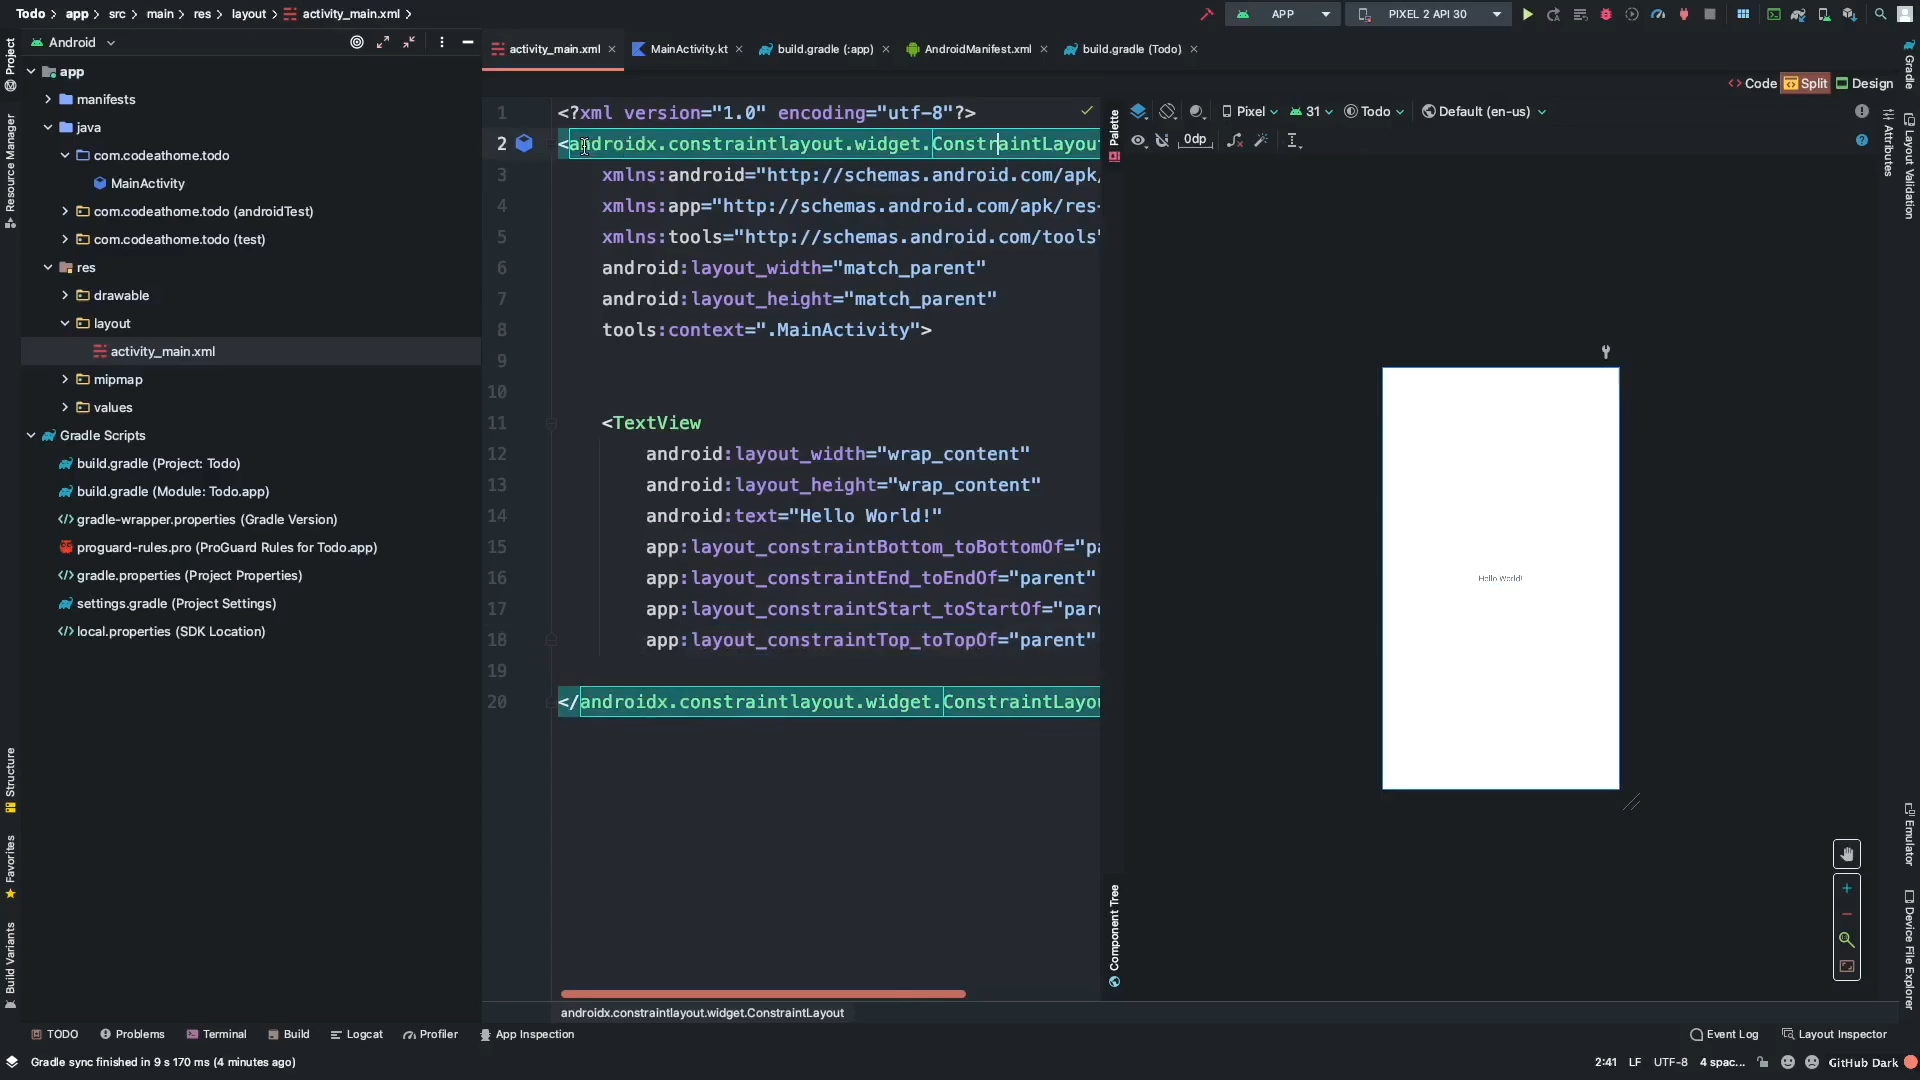 Todo app src main res layout activity_main.xml
APP PIXEL 2 API 30
Android
activity_main.xml MainActivity.kt build.gradle (:app) AndroidManifest.xml build.gradle (Todo)
Code Split Design
Project
Resource Manager
Structure
Favorites
Build Variants
app
manifests
java
com.codeathome.todo
MainActivity
com.codeathome.todo (androidTest)
com.codeathome.todo (test)
res
drawable
layout
activity_main.xml
mipmap
values
Gradle Scripts
build.gradle (Project: Todo)
build.gradle (Module: Todo.app)
gradle-wrapper.properties (Gradle Version)
proguard-rules.pro (ProGuard Rules for Todo.app)
gradle.properties (Project Properties)
settings.gradle (Project Settings)
local.properties (SDK Location)
1 <?xml version="1.0" encoding="utf-8"?>
2 <androidx.constraintlayout.widget.ConstraintLayout
3 xmlns:android="http://schemas.android.com/apk/
4 xmlns:app="http://schemas.android.com/apk/res-
5 xmlns:tools="http://schemas.android.com/tools"
6 android:layout_width="match_parent"
7 android:layout_height="match_parent"
8 tools:context=".MainActivity">
9
10
11 <TextView
12 android:layout_width="wrap_content"
13 android:layout_height="wrap_content"
14 android:text="Hello World!"
15 app:layout_constraintBottom_toBottomOf="pa
16 app:layout_constraintEnd_toEndOf="parent"
17 app:layout_constraintStart_toStartOf="pare
18 app:layout_constraintTop_toTopOf="parent"
19
20 </androidx.constraintlayout.widget.ConstraintLayou
androidx.constraintlayout.widget.ConstraintLayout
Palette
Component Tree
Pixel 31 Todo Default (en-us)
0dp
Hello World!
Attributes
Gradle
Layout Validation
Emulator
Device File Explorer
TODO Problems Terminal Build Logcat Profiler App Inspection
Event Log Layout Inspector
Gradle sync finished in 9 s 170 ms (4 minutes ago)
2:41 LF UTF-8 4 spac... GitHub Dark